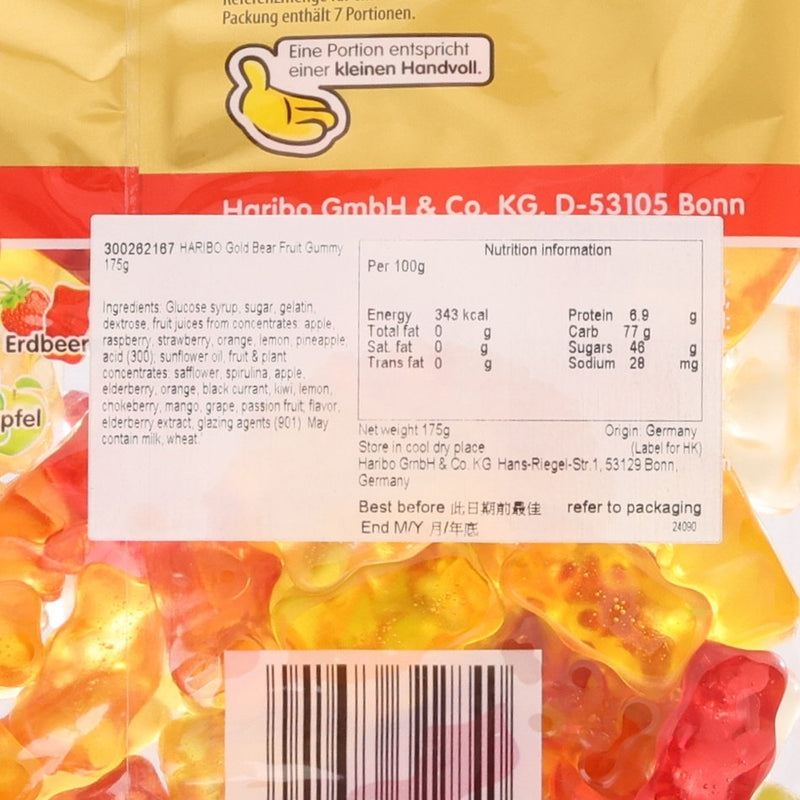 Packung enthält 7 Portionen.
Eine Portion entspricht
einer kleinen Handvoll.
Haribo GmbH & Co. KG, D-53105 Bonn
300262167 HARIBO Gold Bear Fruit Gummy
175g
Ingredients: Glucose syrup, sugar, gelatin,
dextrose, fruit juices from concentrates: apple,
raspberry, strawberry, orange, lemon, pineapple,
acid (300), sunflower oil, fruit & plant
concentrates: safflower, spirulina, apple,
elderberry, orange, black currant, kiwi, lemon,
chokeberry, mango, grape, passion fruit, flavor,
elderberry extract, glazing agents (901) May
contain milk, wheat.
Nutrition information
Per 100g
Energy 343 kcal Protein 6.9 g
Total fat 0 g Carb 77 g
Sat. fat 0 g Sugars 46 g
Trans fat 0 g Sodium 28 mg
Net weight 175g Origin: Germany
Store in cool dry place (Label for HK)
Haribo GmbH & Co. KG Hans-Riegel-Str.1, 53129 Bonn,
Germany
Best before 此日期前最佳 refer to packaging
End M/Y 月/年底 24090
Erdbeer
pfel